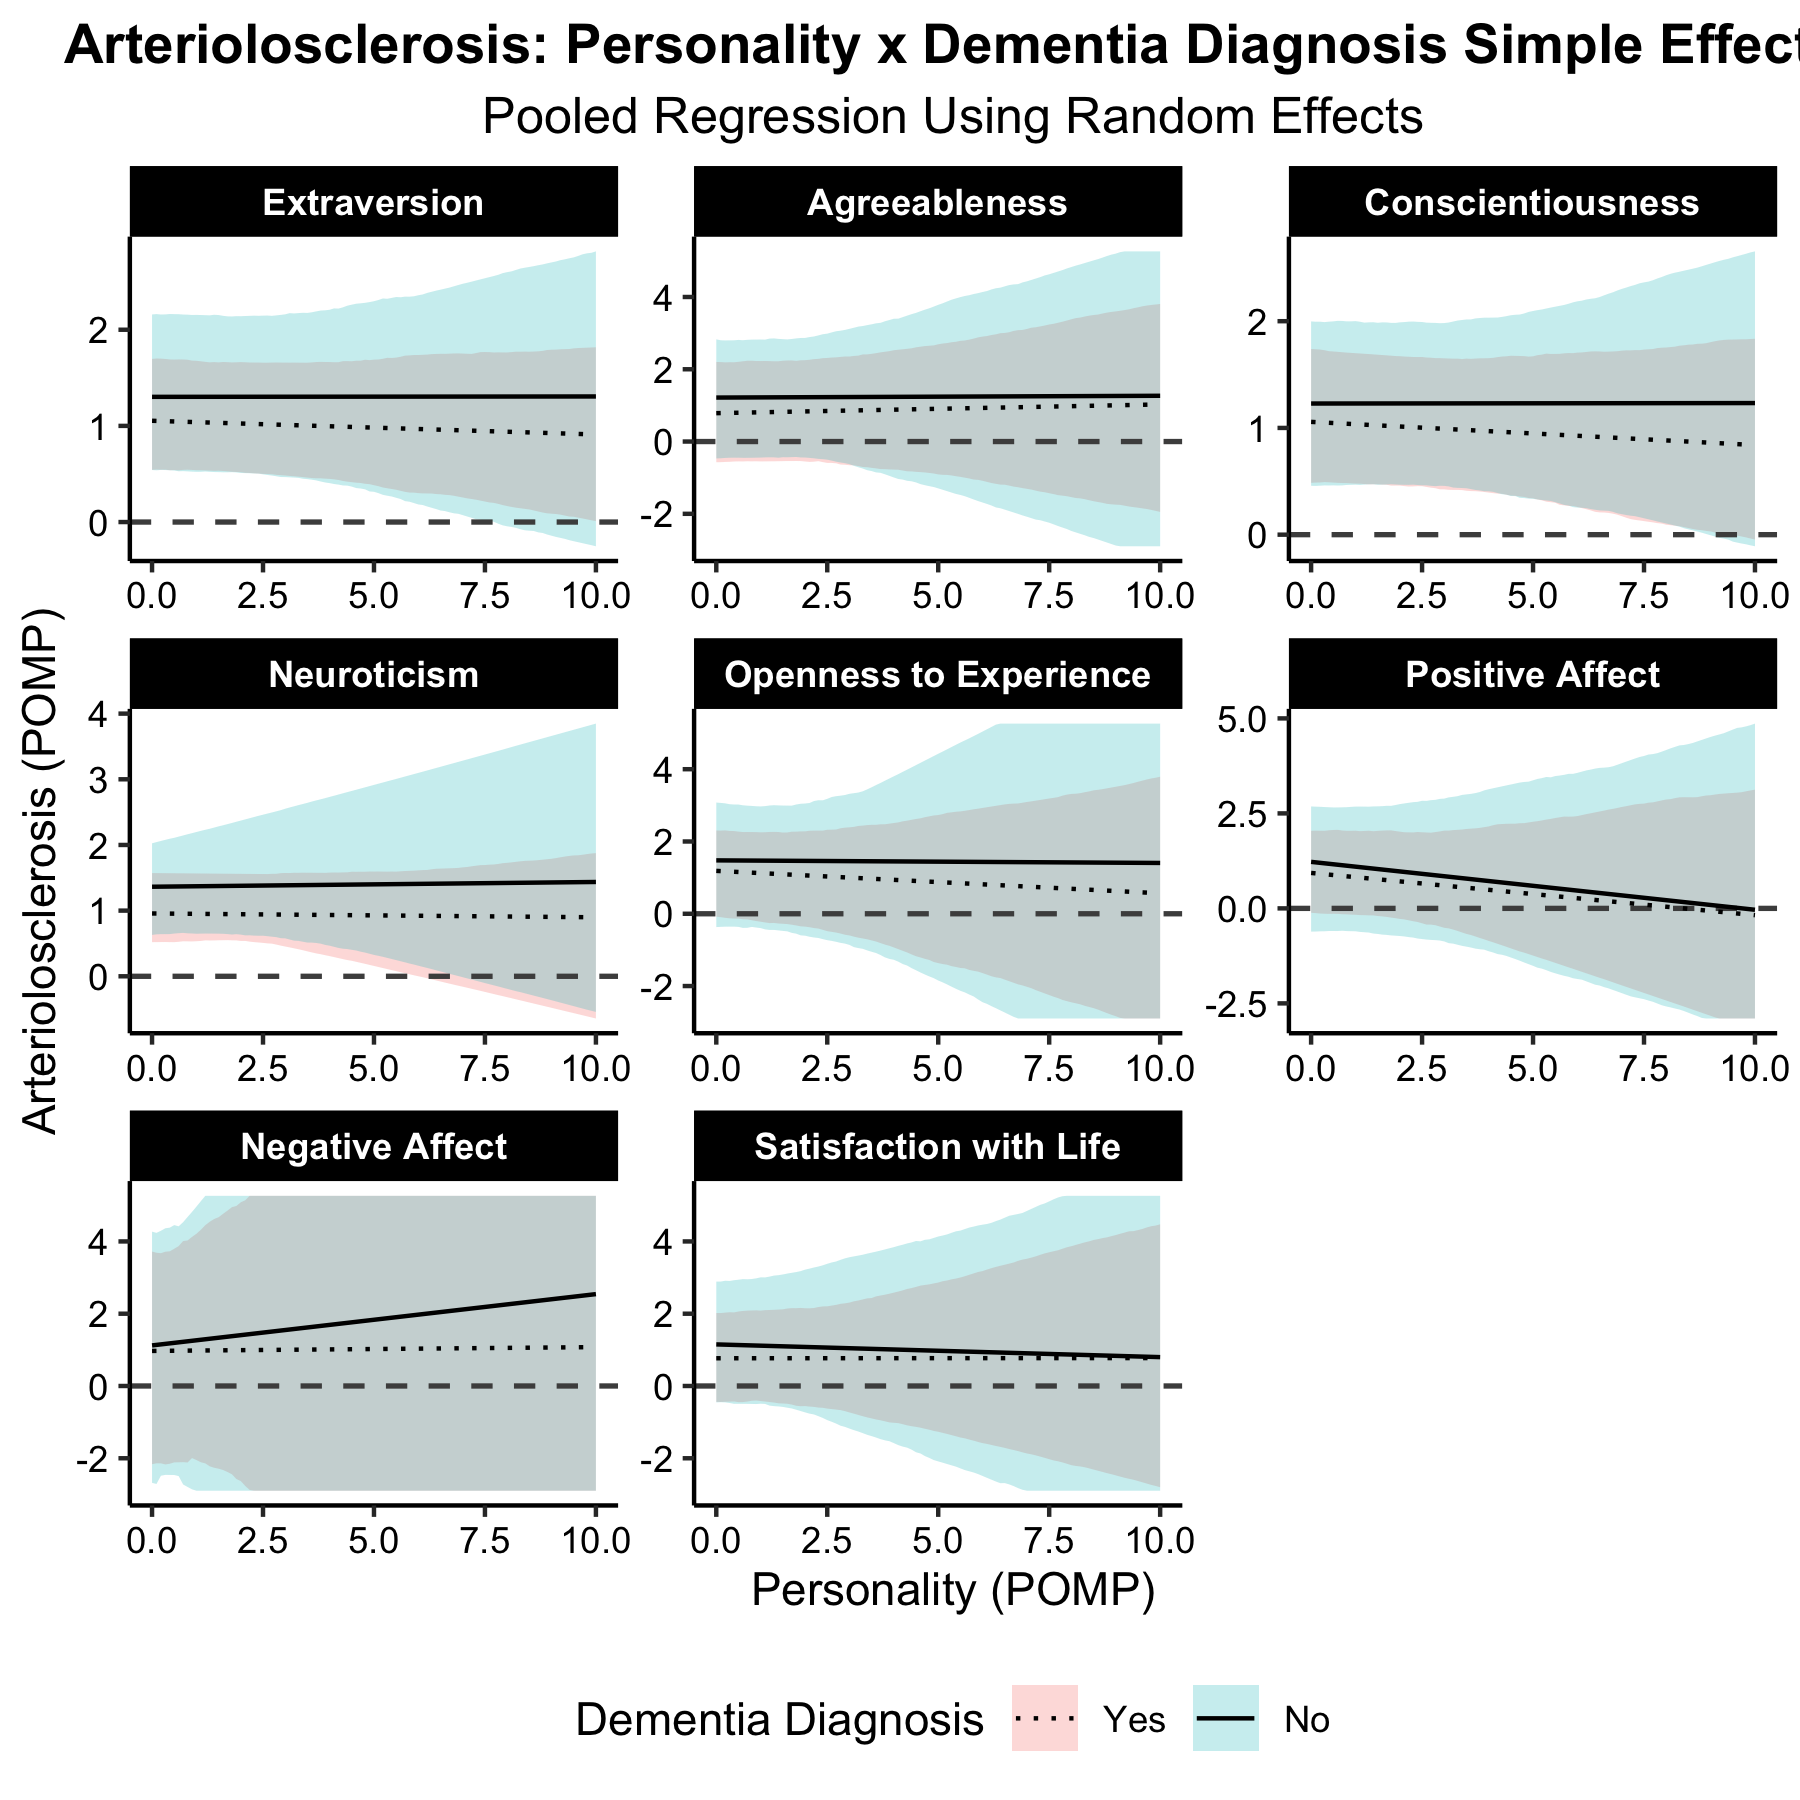 Arteriolosclerosis: Personality x Dementia Diagnosis Simple Effect
Pooled Regression Using Random Effects
Extraversion
Agreeableness
Conscientiousness
2
1
0
4
2
0
-2
2
1
0
0.0 2.5 5.0 7.5 10.0
0.0 2.5 5.0 7.5 10.0
0.0 2.5 5.0 7.5 10.0
Arteriolosclerosis (POMP)
Neuroticism
Openness to Experience
Positive Affect
4
3
2
1
0
4
2
0
-2
5.0
2.5
0.0
-2.5
0.0 2.5 5.0 7.5 10.0
0.0 2.5 5.0 7.5 10.0
0.0 2.5 5.0 7.5 10.0
Negative Affect
Satisfaction with Life
4
2
0
-2
4
2
0
-2
0.0 2.5 5.0 7.5 10.0
0.0 2.5 5.0 7.5 10.0
Personality (POMP)
Dementia Diagnosis Yes No